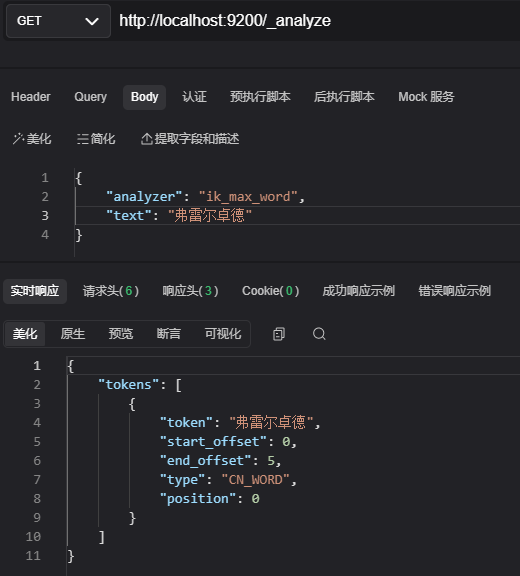 GET http://localhost:9200/_analyze
Header Query Body 认证 预执行脚本 后执行脚本 Mock 服务
美化 简化 提取字段和描述
1 {
2 "analyzer": "ik_max_word",
3 "text": "弗雷尔卓德"
4 }
实时响应 请求头(6) 响应头(3) Cookie(0) 成功响应示例 错误响应示例
美化 原生 预览 断言 可视化
1 {
2 "tokens": [
3 {
4 "token": "弗雷尔卓德",
5 "start_offset": 0,
6 "end_offset": 5,
7 "type": "CN_WORD",
8 "position": 0
9 }
10 ]
11 }